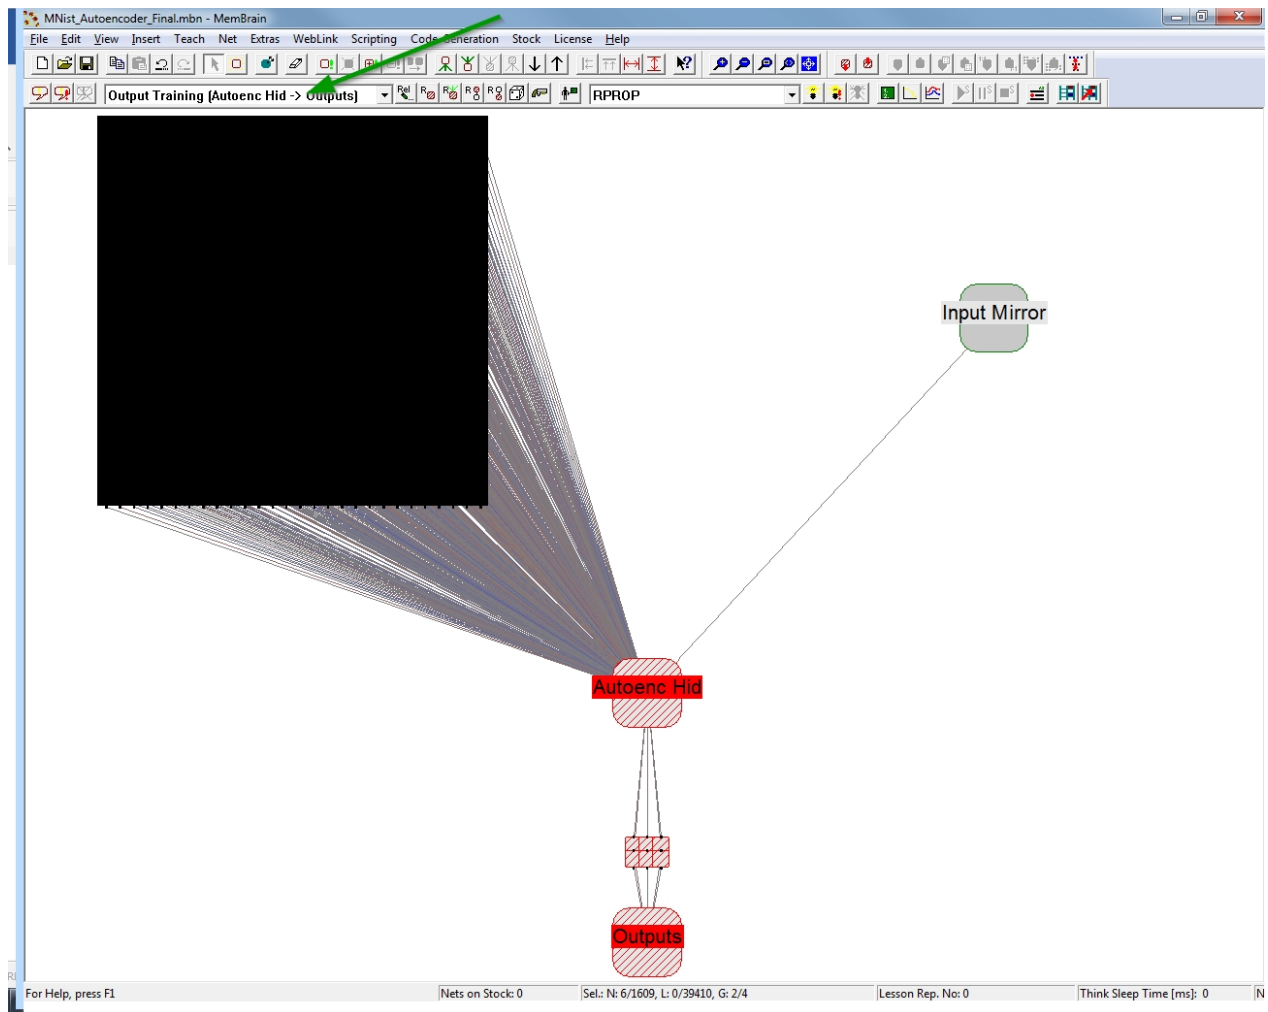 MNist_Autoencoder_Final.mbn - MemBrain
File Edit View Insert Teach Net Extras WebLink Scripting Code Generation Stock License Help
Output Training (Autoenc Hid -> Outputs) RPROP
Input Mirror
Autoenc Hid
Outputs
For Help, press F1 Nets on Stock: 0 Sel.: N: 6/1609, L: 0/39410, G: 2/4 Lesson Rep. No: 0 Think Sleep Time [ms]: 0 N